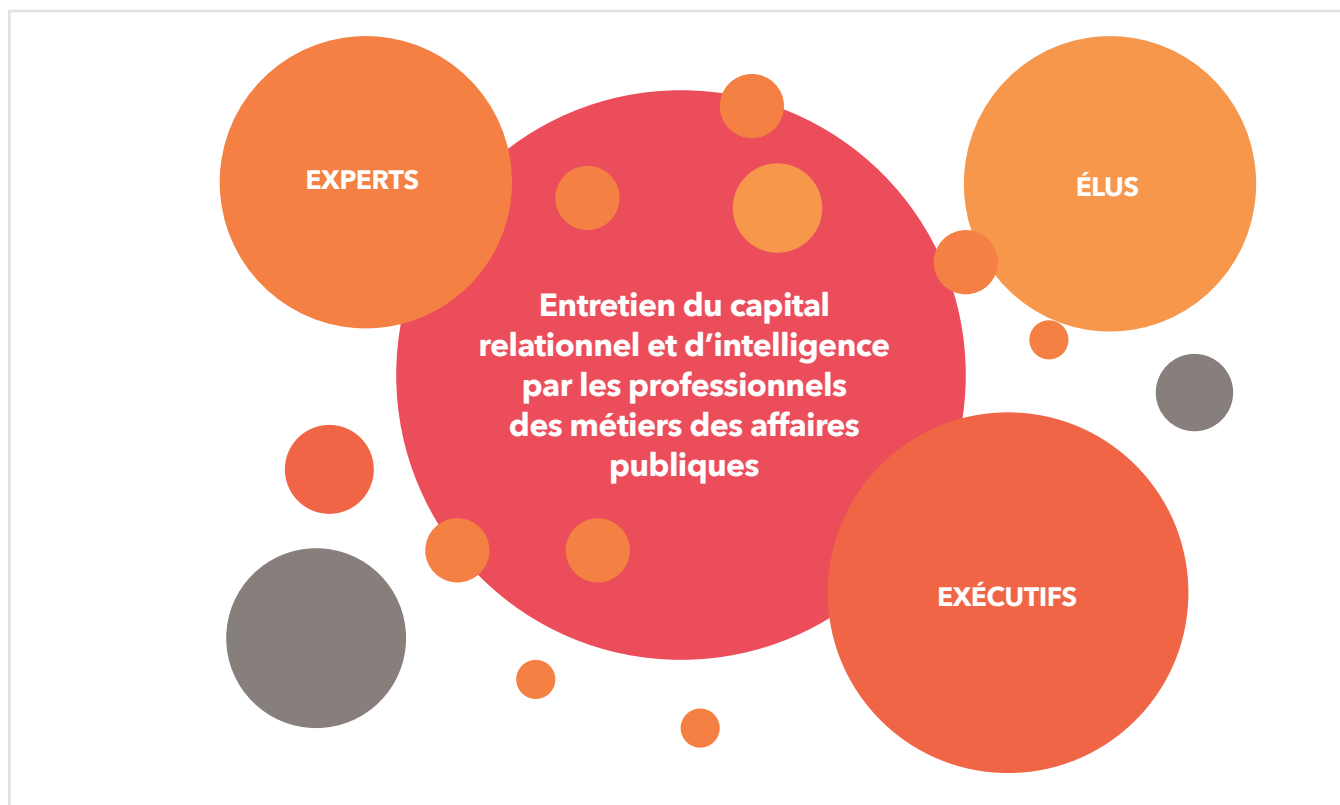 EXPERTS
ÉLUS
Entretien du capital
relationnel et d’intelligence
par les professionnels
des métiers des affaires
publiques
EXÉCUTIFS